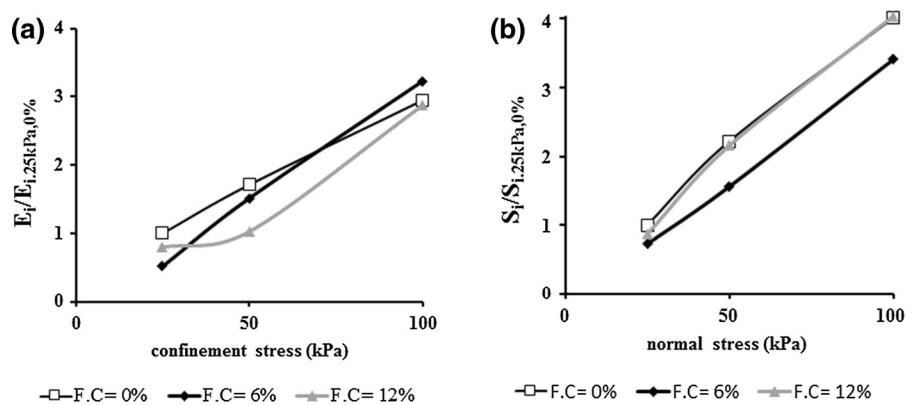 (a)
4
3
2
1
0
Ei/Ei.25kPa,0%
0
50
100
confinement stress (kPa)
F.C= 0%
F.C= 6%
F.C= 12%
(b)
4
3
2
1
0
Si/Si.25kPa,0%
0
50
100
normal stress (kPa)
F.C= 0%
F.C= 6%
F.C= 12%